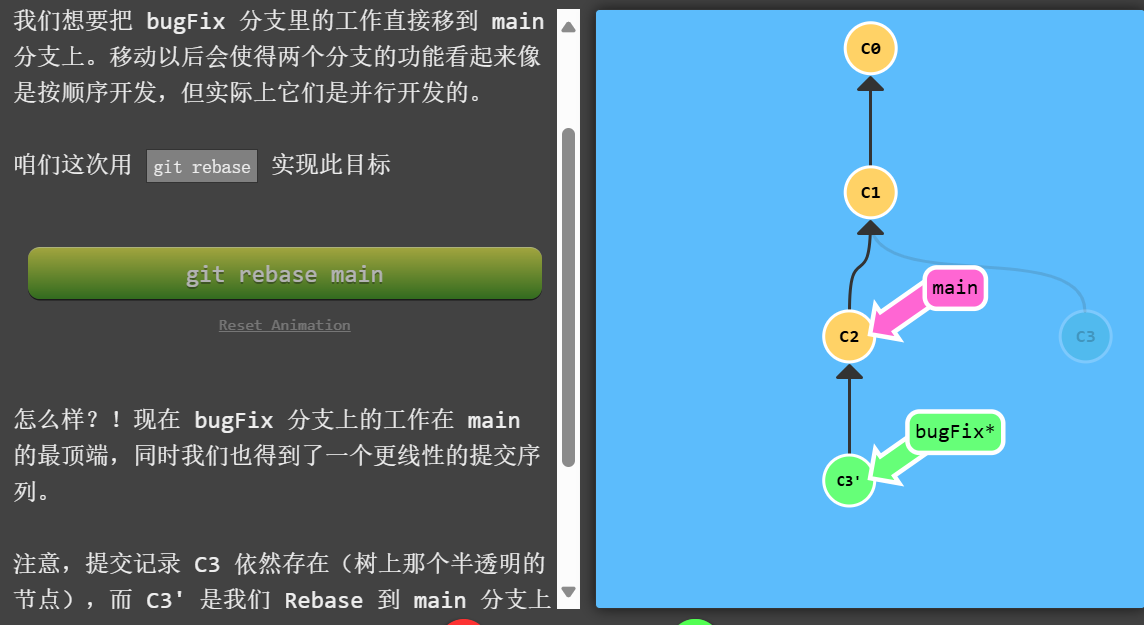 我们想要把 bugFix 分支里的工作直接移到 main
分支上。移动以后会使得两个分支的功能看起来像
是按顺序开发，但实际上它们是并行开发的。
咱们这次用 git rebase 实现此目标
git rebase main
Reset Animation
怎么样？！现在 bugFix 分支上的工作在 main
的最顶端，同时我们也得到了一个更线性的提交序
列。
注意，提交记录 C3 依然存在（树上那个半透明的
节点），而 C3' 是我们 Rebase 到 main 分支上
C0
C1
main
C2
C3
bugFix*
C3'